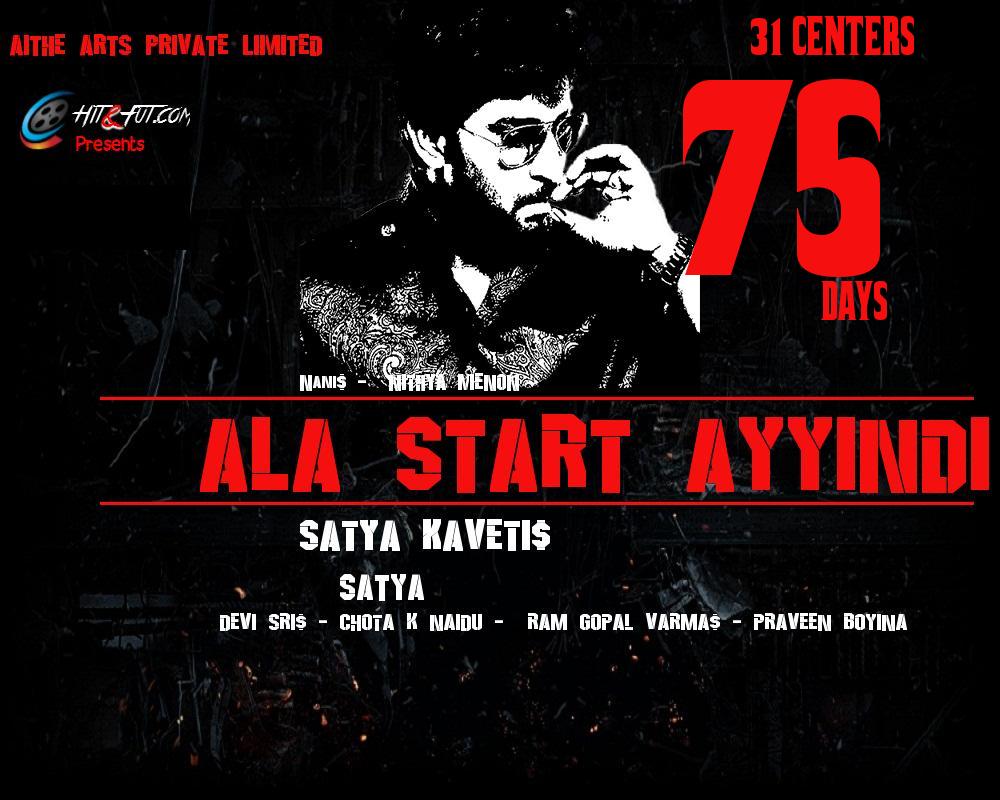 AITHE ARTS PRIVATE LIIMITED
31 CENTERS
HIT&FUT.COM
Presents
75
DAYS
NANI$ - NITHYA MENON
ALA START AYYINDI
SATYA KAVETI$
SATYA
DEVI SRI$ - CHOTA K NAIDU - RAM GOPAL VARMA$ - PRAVEEN BOYINA